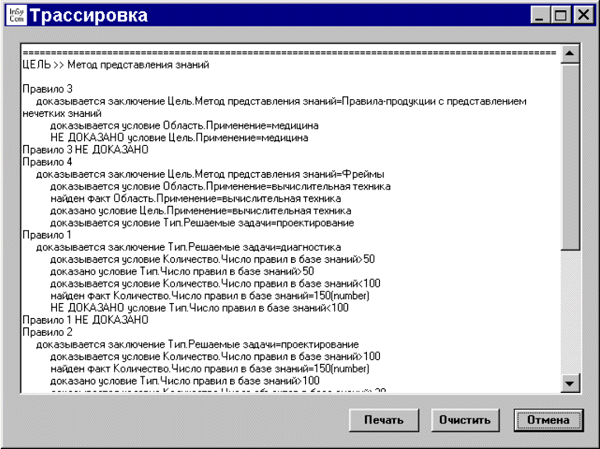 InSy
Com
Трассировка
================================================================================
ЦЕЛЬ >> Метод представления знаний
Правило 3
доказывается заключение Цель.Метод представления знаний=Правила-продукции с представлением
нечетких знаний
доказывается условие Область.Применение=медицина
НЕ ДОКАЗАНО условие Цель.Применение=медицина
Правило 3 НЕ ДОКАЗАНО
Правило 4
доказывается заключение Цель.Метод представления знаний=Фреймы
доказывается условие Область.Применение=вычислительная техника
найден факт Область.Применение=вычислительная техника
доказано условие Цель.Применение=вычислительная техника
доказывается условие Тип.Решаемые задачи=проектирование
Правило 1
доказывается заключение Тип.Решаемые задачи=диагностика
доказывается условие Количество.Число правил в базе знаний>50
доказано условие Тип.Число правил в базе знаний>50
доказывается условие Количество.Число правил в базе знаний<100
найден факт Количество.Число правил в базе знаний=150(number)
НЕ ДОКАЗАНО условие Тип.Число правил в базе знаний<100
Правило 1 НЕ ДОКАЗАНО
Правило 2
доказывается заключение Тип.Решаемые задачи=проектирование
доказывается условие Количество.Число правил в базе знаний>100
найден факт Количество.Число правил в базе знаний=150(number)
доказано условие Тип.Число правил в базе знаний>100
Печать
Очистить
Отмена